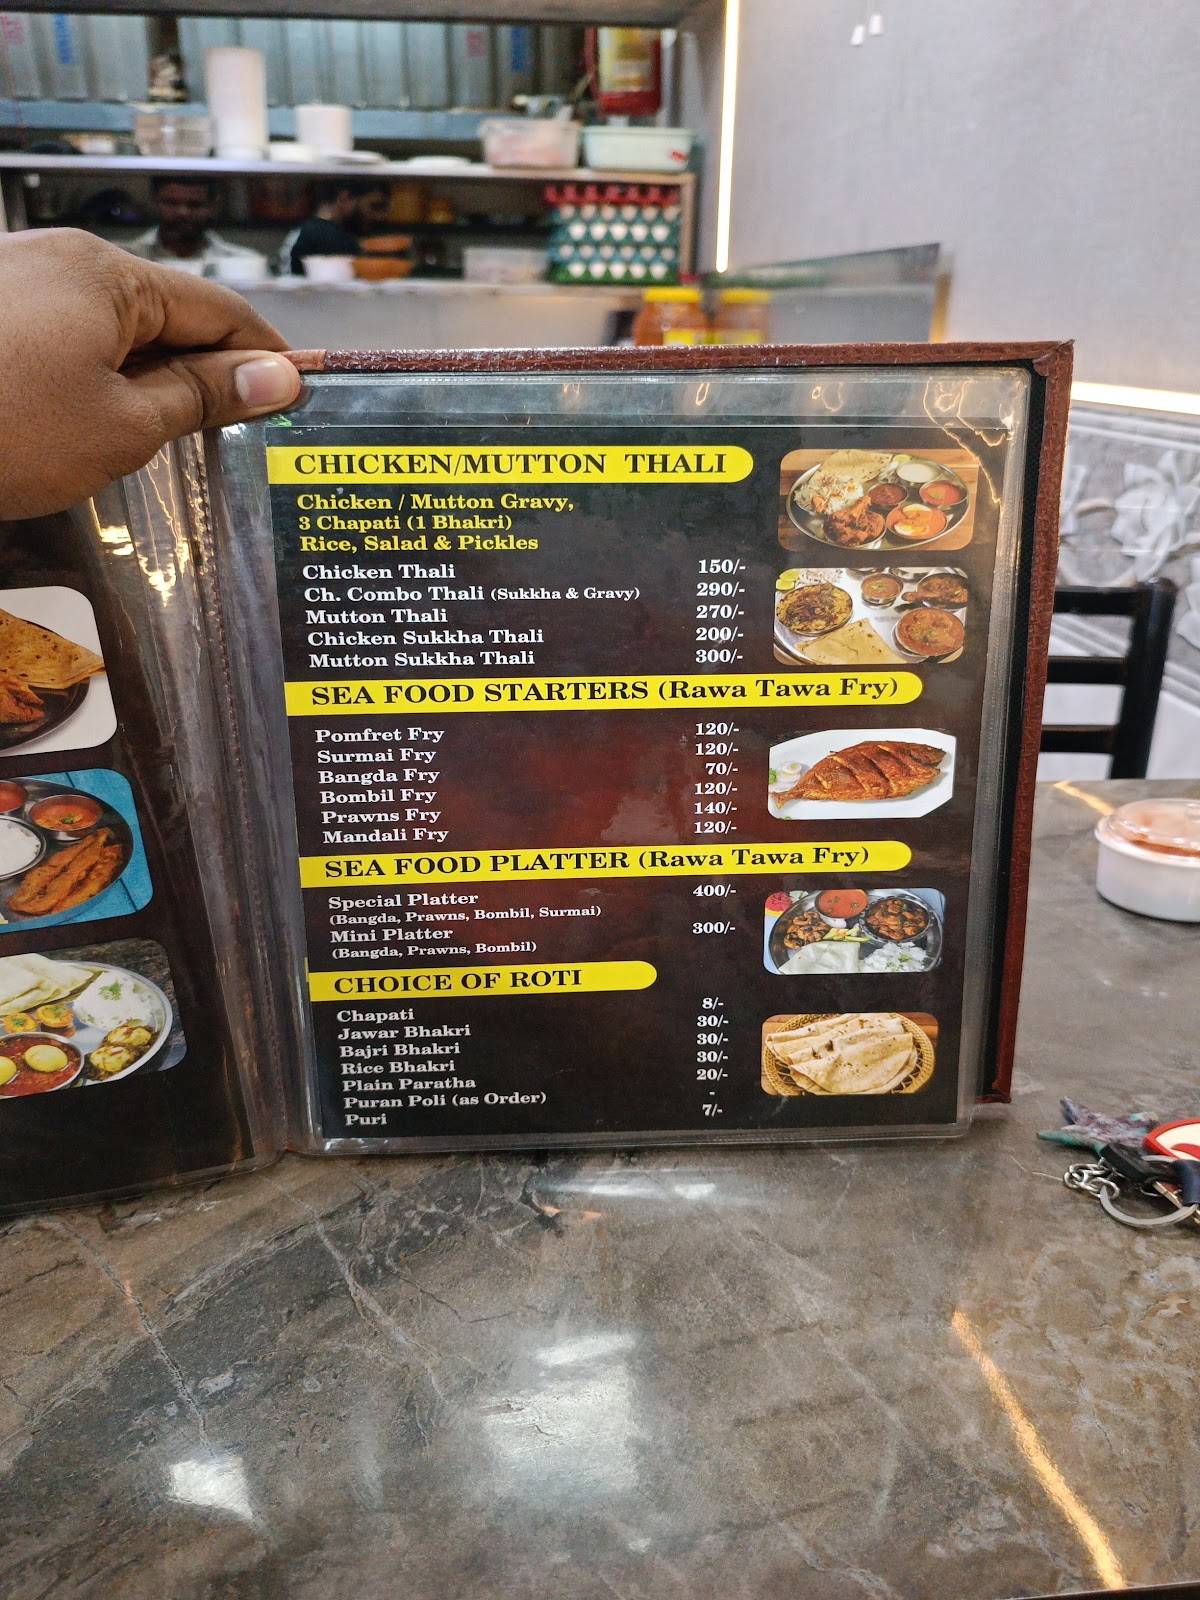 CHICKEN/MUTTON THALI
Chicken / Mutton Gravy,
3 Chapati (1 Bhakri)
Rice, Salad & Pickles
Chicken Thali 150/-
Ch. Combo Thali (Sukkha & Gravy) 290/-
Mutton Thali 270/-
Chicken Sukkha Thali 200/-
Mutton Sukkha Thali 300/-
SEA FOOD STARTERS (Rawa Tawa Fry)
Pomfret Fry 120/-
Surmai Fry 120/-
Bangda Fry 70/-
Bombil Fry 120/-
Prawns Fry 140/-
Mandali Fry 120/-
SEA FOOD PLATTER (Rawa Tawa Fry)
Special Platter 400/-
(Bangda, Prawns, Bombil, Surmai)
Mini Platter 300/-
(Bangda, Prawns, Bombil)
CHOICE OF ROTI
Chapati 8/-
Jawar Bhakri 30/-
Bajri Bhakri 30/-
Rice Bhakri 30/-
Plain Paratha 20/-
Puran Poli (as Order) -
Puri 7/-